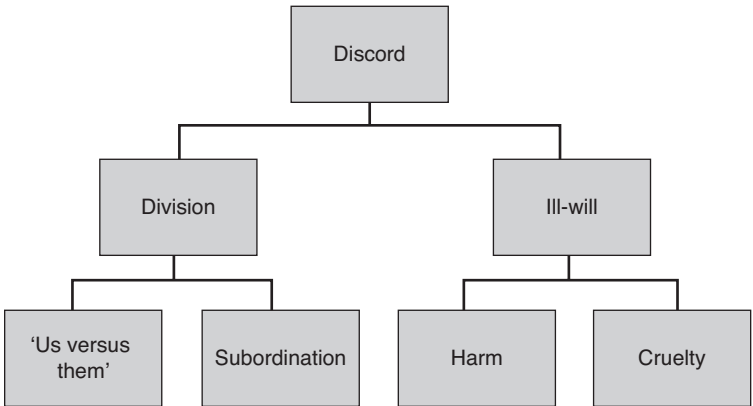 Discord
Division
Ill-will
‘Us versus
them’
Subordination
Harm
Cruelty